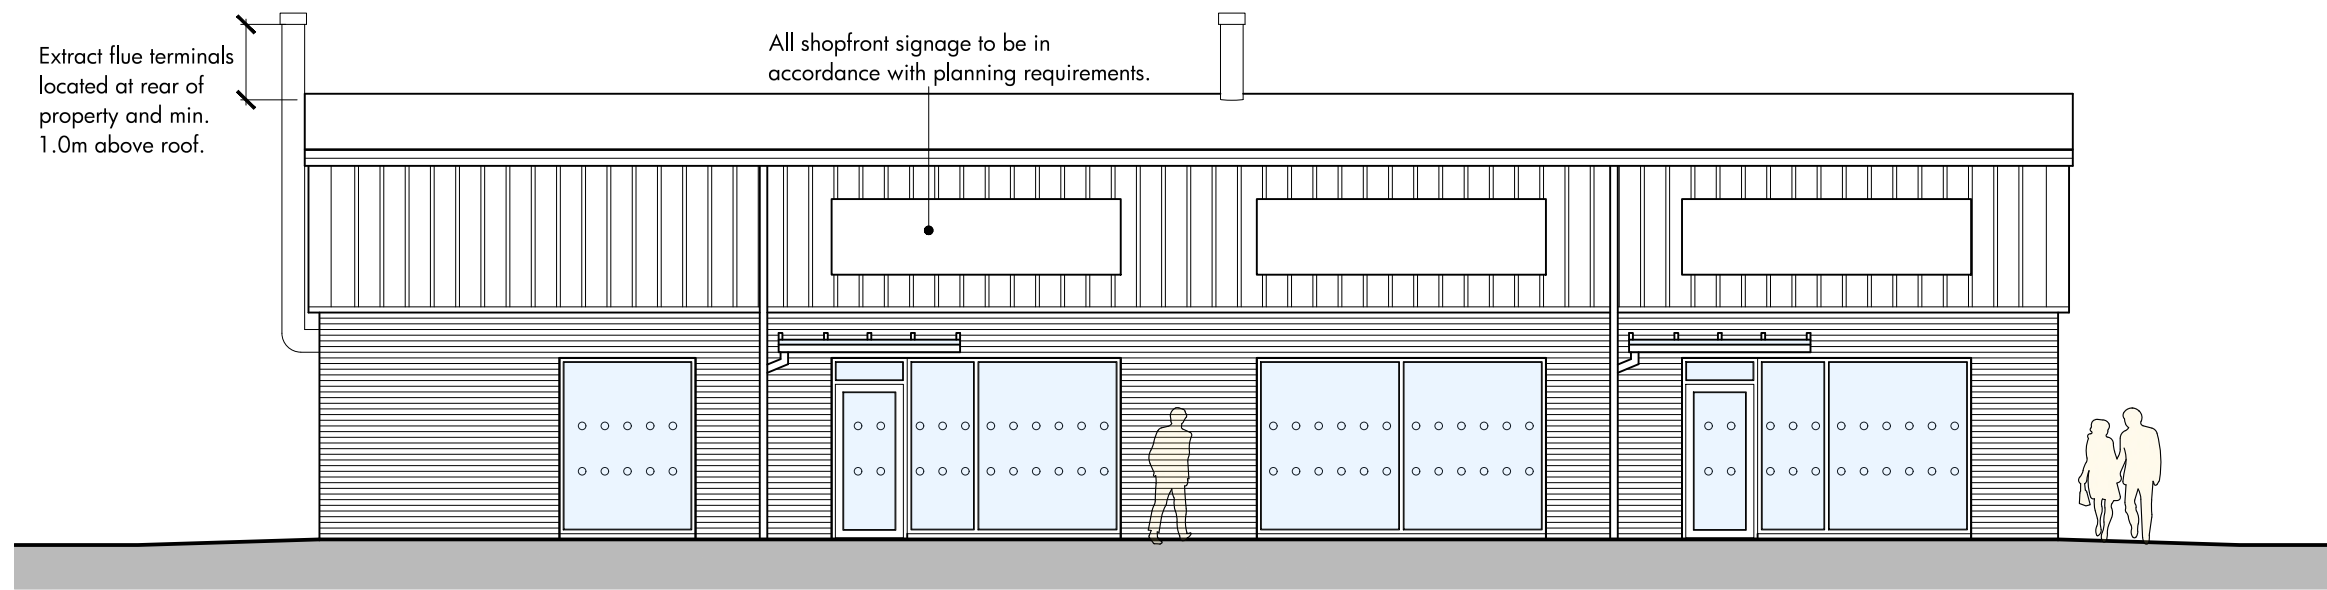 Extract flue terminals
located at rear of
property and min.
1.0m above roof.
All shopfront signage to be in
accordance with planning requirements.